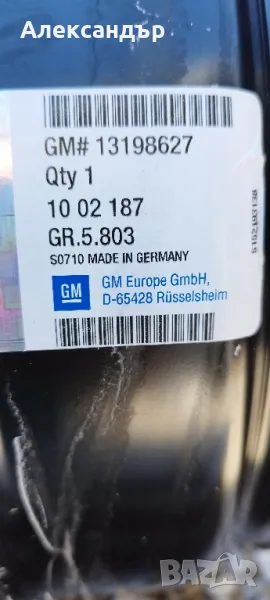 Александър
GM# 13198627
Qty 1
10 02 187
GR.5.803
S0710 MADE IN GERMANY
GM
GM Europe GmbH,
D-65428 Rüsselsheim
BAZAR